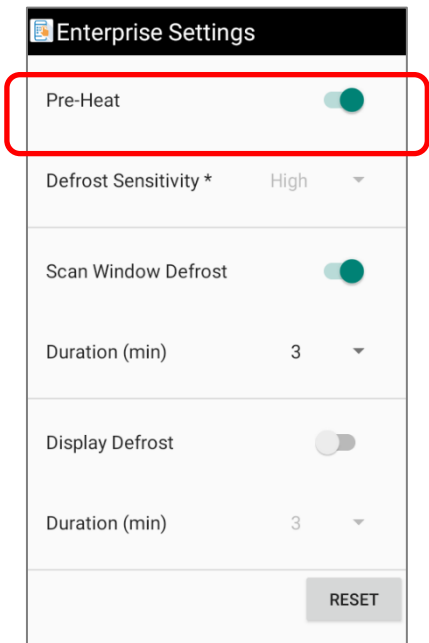 Enterprise Settings
Pre-Heat
Defrost Sensitivity * High
Scan Window Defrost
Duration (min) 3
Display Defrost
Duration (min) 3
RESET